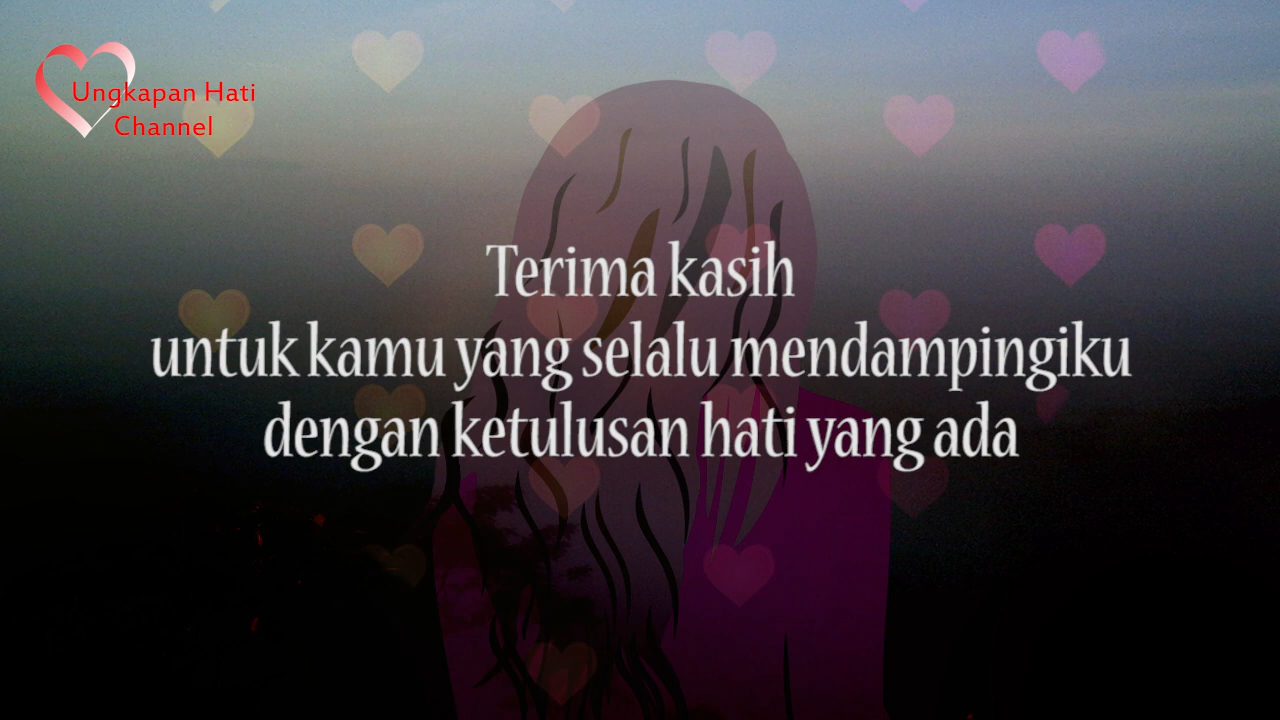 Ungkapan Hati
Channel
Terima kasih
untuk kamu yang selalu mendampingiku
dengan ketulusan hati yang ada